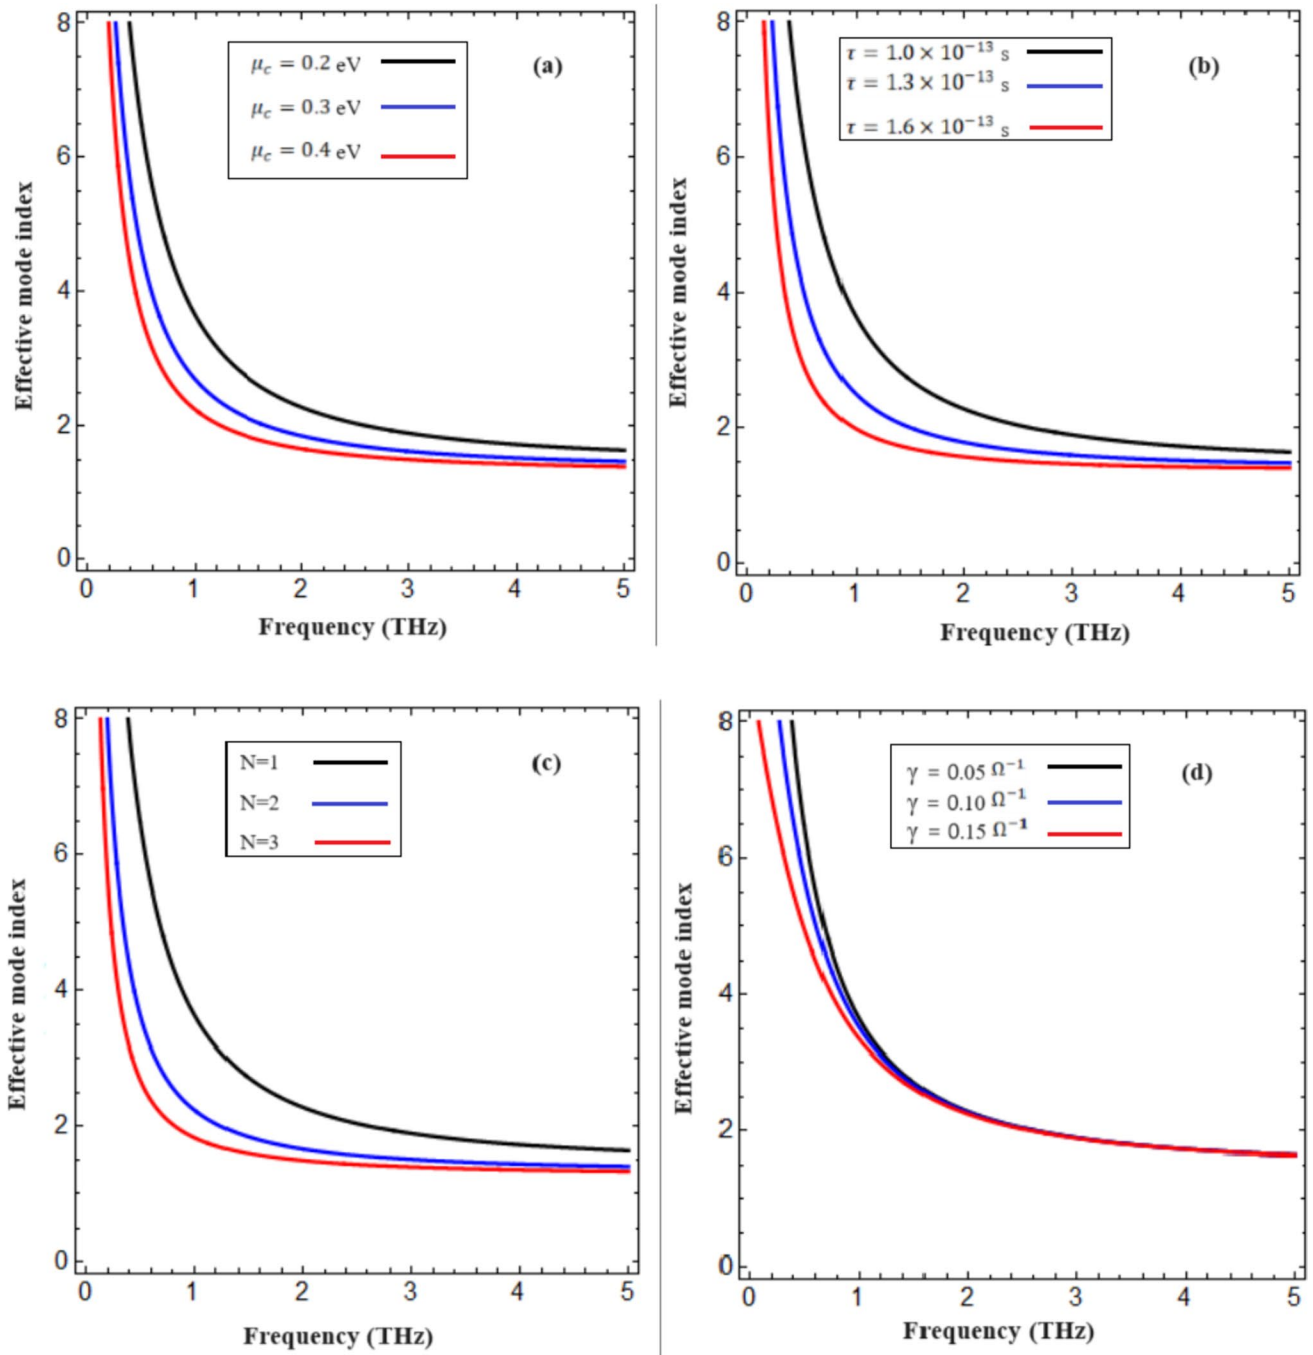 8
6
4
2
0
Effective mode index
μc = 0.2 eV
μc = 0.3 eV
μc = 0.4 eV
(a)
0 1 2 3 4 5
Frequency (THz)
8
6
4
2
0
Effective mode index
τ = 1.0 × 10⁻¹³ s
τ = 1.3 × 10⁻¹³ s
τ = 1.6 × 10⁻¹³ s
(b)
0 1 2 3 4 5
Frequency (THz)
8
6
4
2
0
Effective mode index
N=1
N=2
N=3
(c)
0 1 2 3 4 5
Frequency (THz)
8
6
4
2
0
Effective mode index
γ = 0.05 Ω⁻¹
γ = 0.10 Ω⁻¹
γ = 0.15 Ω⁻¹
(d)
0 1 2 3 4 5
Frequency (THz)